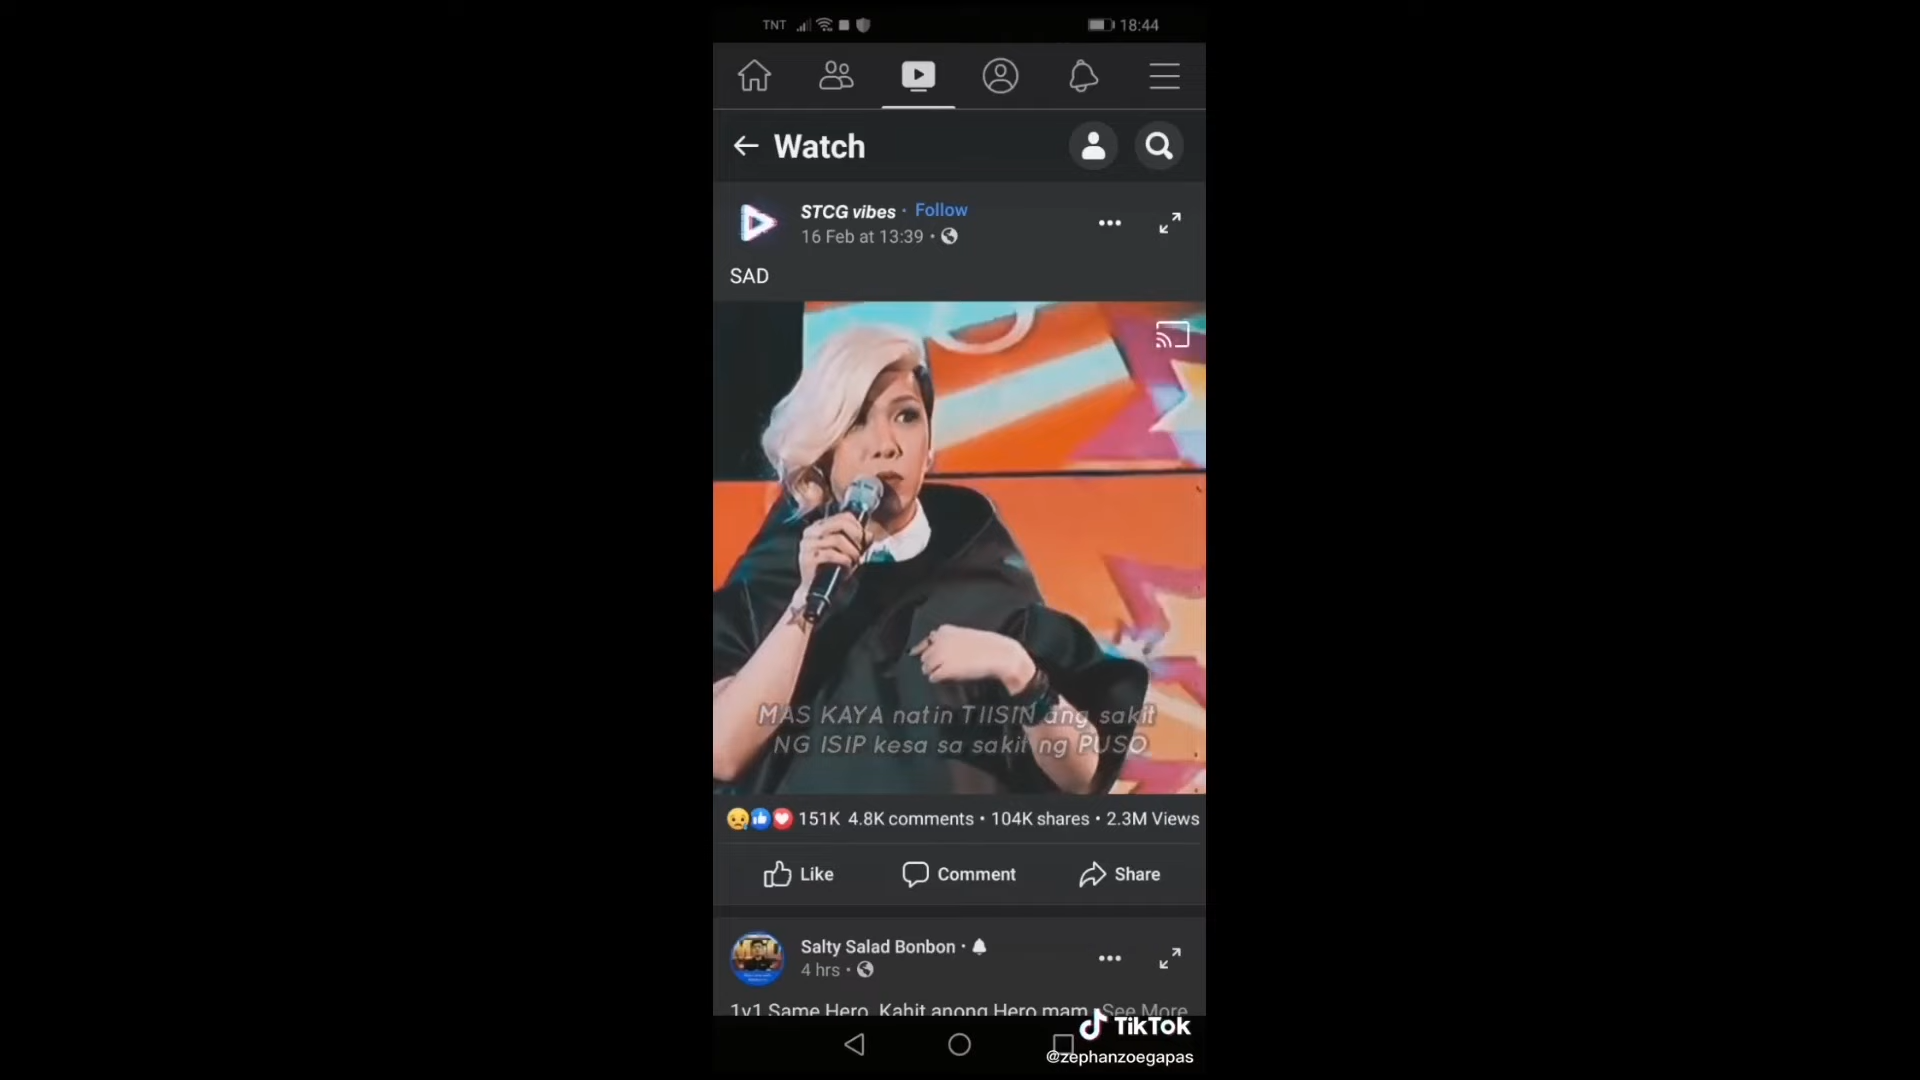 TNT
18:44
Watch
STCG vibes · Follow
16 Feb at 13:39 ·
SAD
MAS KAYA natin TIISIN ang sakit
NG ISIP kesa sa sakit ng PUSO
151K 4.8K comments · 104K shares · 2.3M Views
Like Comment Share
Salty Salad Bonbon ·
4 hrs ·
1v1 Same Hero. Kahit anong Hero mam See More
TikTok
@zephanzoegapas